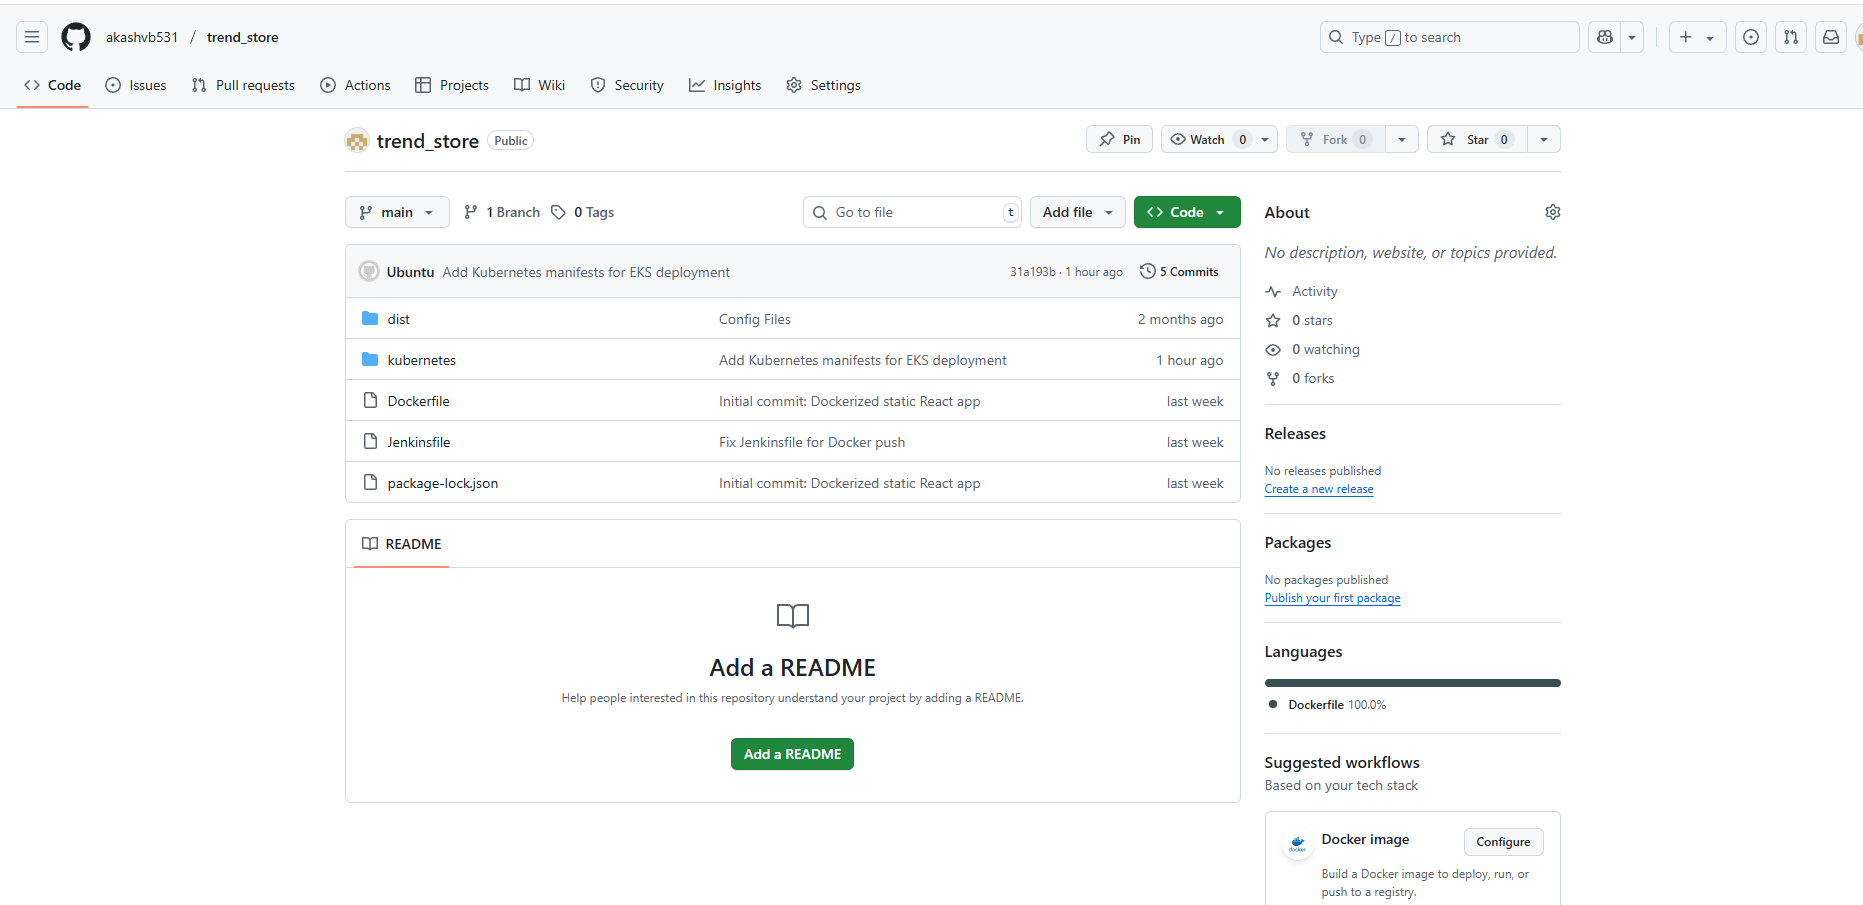 akashvb531 / trend_store
Type / to search
Code Issues Pull requests Actions Projects Wiki Security Insights Settings
trend_store Public
Pin Watch 0 Fork 0 Star 0
main 1 Branch 0 Tags Go to file t Add file Code
Ubuntu Add Kubernetes manifests for EKS deployment 31a193b · 1 hour ago 5 Commits
dist Config Files 2 months ago
kubernetes Add Kubernetes manifests for EKS deployment 1 hour ago
Dockerfile Initial commit: Dockerized static React app last week
Jenkinsfile Fix Jenkinsfile for Docker push last week
package-lock.json Initial commit: Dockerized static React app last week
README
Add a README
Help people interested in this repository understand your project by adding a README.
Add a README
About
No description, website, or topics provided.
Activity
0 stars
0 watching
0 forks
Releases
No releases published
Create a new release
Packages
No packages published
Publish your first package
Languages
Dockerfile 100.0%
Suggested workflows
Based on your tech stack
docker
Docker image Configure
Build a Docker image to deploy, run, or
push to a registry.